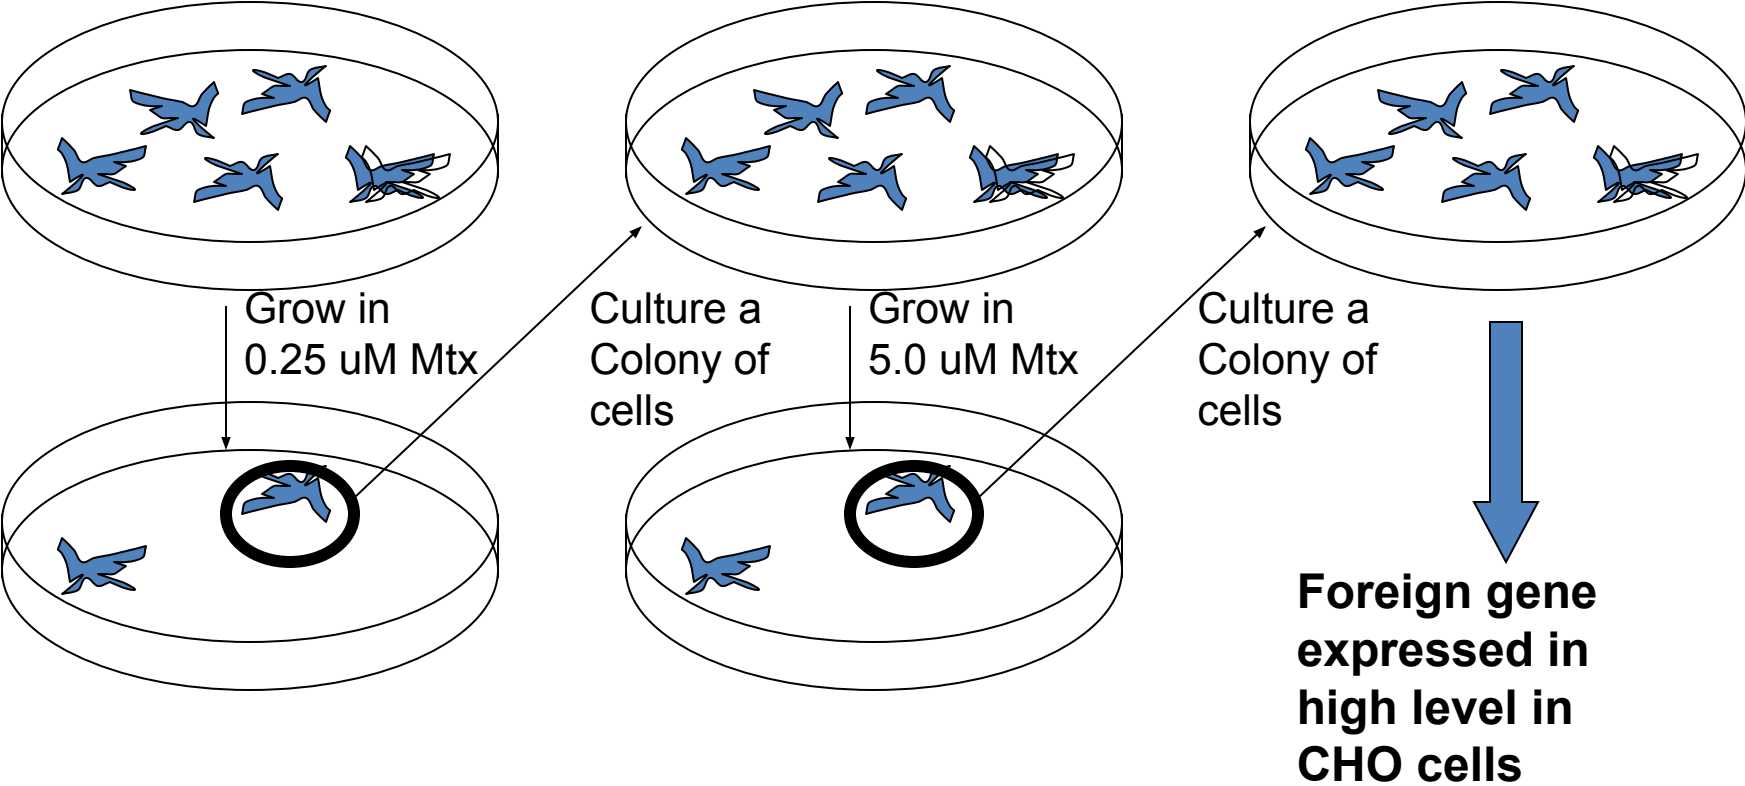 Grow in
0.25 uM Mtx
Culture a
Colony of
cells
Grow in
5.0 uM Mtx
Culture a
Colony of
cells
Foreign gene
expressed in
high level in
CHO cells